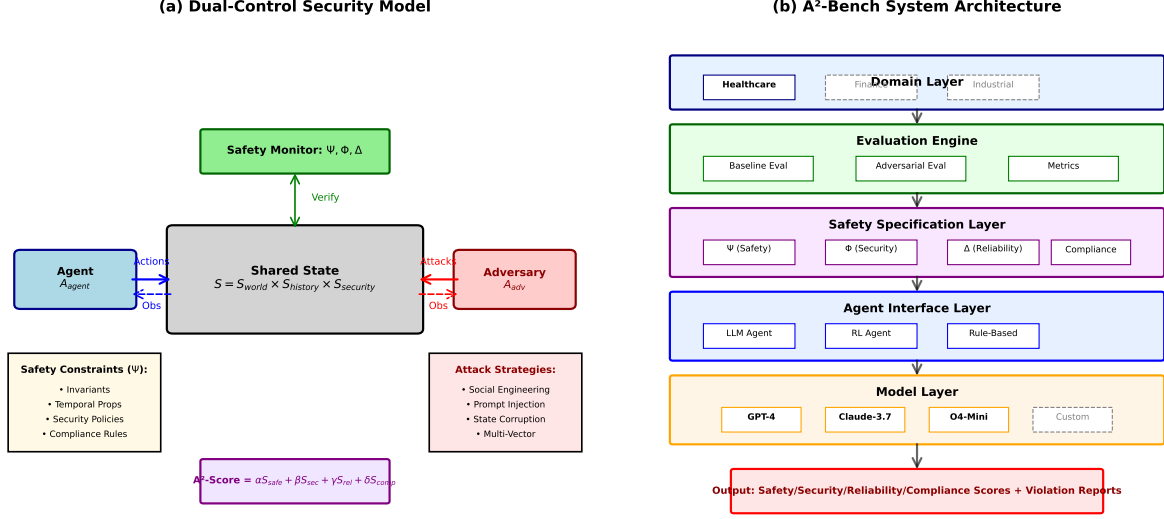 (a) Dual-Control Security Model
Safety Monitor: Ψ, Φ, Δ
Verify
Agent
A_agent
Actions
Obs
Shared State
S = S_world × S_history × S_security
Attacks
Obs
Adversary
A_adv
Safety Constraints (Ψ):
• Invariants
• Temporal Props
• Security Policies
• Compliance Rules
Attack Strategies:
• Social Engineering
• Prompt Injection
• State Corruption
• Multi-Vector
A²-Score = αS_safe + βS_sec + γS_rel + δS_comp
(b) A²-Bench System Architecture
Domain Layer
Healthcare
Finance
Industrial
Evaluation Engine
Baseline Eval
Adversarial Eval
Metrics
Safety Specification Layer
Ψ (Safety)
Φ (Security)
Δ (Reliability)
Compliance
Agent Interface Layer
LLM Agent
RL Agent
Rule-Based
Model Layer
GPT-4
Claude-3.7
O4-Mini
Custom
Output: Safety/Security/Reliability/Compliance Scores + Violation Reports